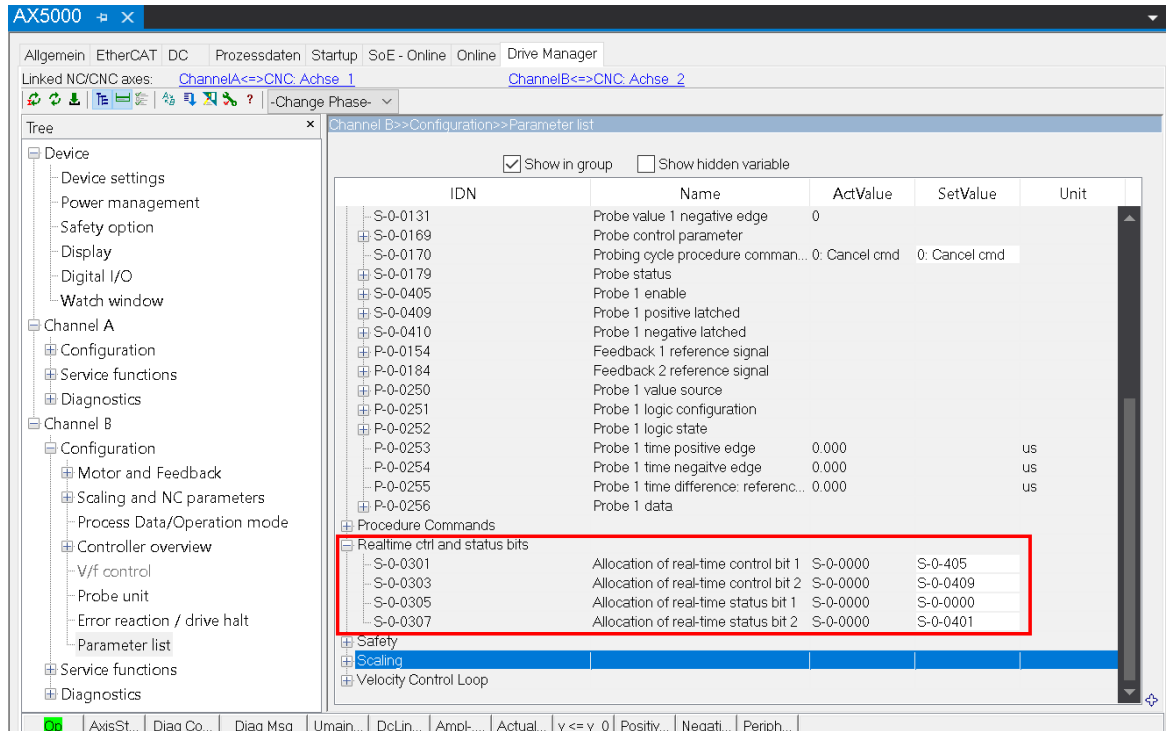 AX5000
Allgemein EtherCAT DC Prozessdaten Startup SoE - Online Online Drive Manager
Linked NC/CNC axes: ChannelA<=>CNC: Achse_1 ChannelB<=>CNC: Achse_2
-Change Phase-
Tree
Device
Device settings
Power management
Safety option
Display
Digital I/O
Watch window
Channel A
Configuration
Service functions
Diagnostics
Channel B
Configuration
Motor and Feedback
Scaling and NC parameters
Process Data/Operation mode
Controller overview
V/f control
Probe unit
Error reaction / drive halt
Parameter list
Service functions
Diagnostics
Channel B>>Configuration>>Parameter list
Show in group Show hidden variable
IDN Name ActValue SetValue Unit
S-0-0131 Probe value 1 negative edge 0
S-0-0169 Probe control parameter
S-0-0170 Probing cycle procedure comman... 0: Cancel cmd 0: Cancel cmd
S-0-0179 Probe status
S-0-0405 Probe 1 enable
S-0-0409 Probe 1 positive latched
S-0-0410 Probe 1 negative latched
P-0-0154 Feedback 1 reference signal
P-0-0184 Feedback 2 reference signal
P-0-0250 Probe 1 value source
P-0-0251 Probe 1 logic configuration
P-0-0252 Probe 1 logic state
P-0-0253 Probe 1 time positive edge 0.000 us
P-0-0254 Probe 1 time negaitve edge 0.000 us
P-0-0255 Probe 1 time difference: referenc... 0.000 us
P-0-0256 Probe 1 data
Procedure Commands
Realtime ctrl and status bits
S-0-0301 Allocation of real-time control bit 1 S-0-0000 S-0-405
S-0-0303 Allocation of real-time control bit 2 S-0-0000 S-0-0409
S-0-0305 Allocation of real-time status bit 1 S-0-0000 S-0-0000
S-0-0307 Allocation of real-time status bit 2 S-0-0000 S-0-0401
Safety
Scaling
Velocity Control Loop
Op AxisSt... Diag Co... Diag Msg Umain... DcLin... Ampl-... Actual... v <= v_0 Positiv... Negati... Periph...